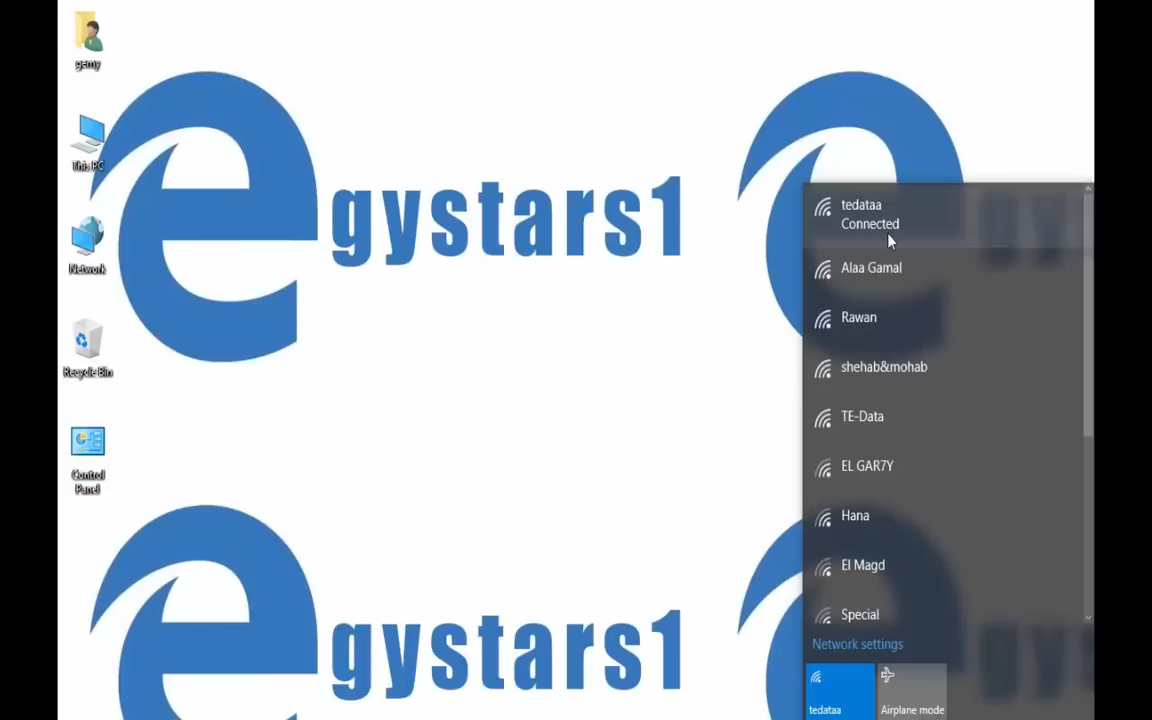 gemy
This PC
Network
Recycle Bin
Control
Panel
egystars1
egystars1
tedataa
Connected
Alaa Gamal
Rawan
shehab&mohab
TE-Data
EL GAR7Y
Hana
El Magd
Special
Network settings
tedataa
Airplane mode